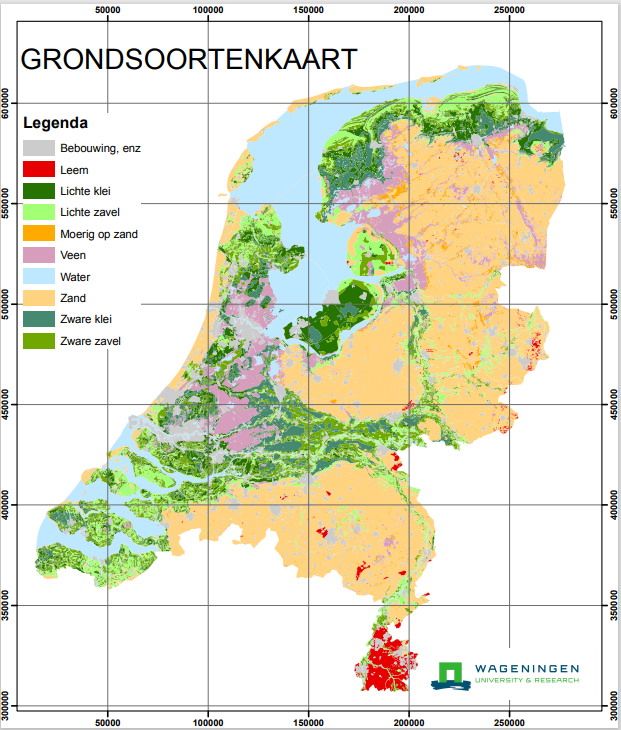 50000 100000 150000 200000 250000
GRONDSOORTENKAART
Legenda
Bebouwing, enz
Leem
Lichte klei
Lichte zavel
Moerig op zand
Veen
Water
Zand
Zware klei
Zware zavel
600000 600000
550000 550000
500000 500000
450000 450000
400000 400000
350000 350000
300000 300000
WAGENINGEN
UNIVERSITY & RESEARCH
50000 100000 150000 200000 250000